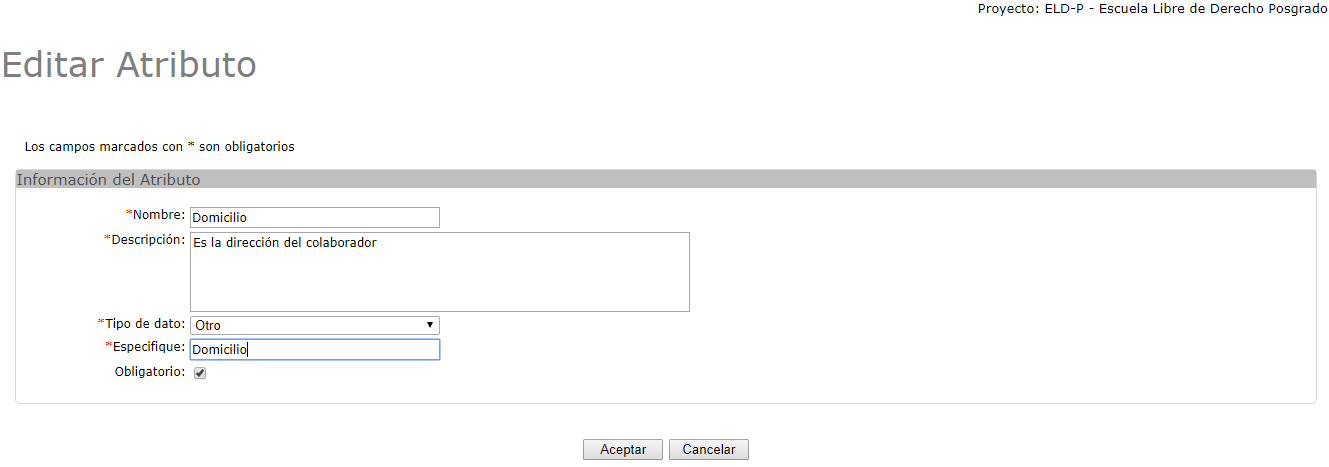 Proyecto: ELD-P - Escuela Libre de Derecho Posgrado
Editar Atributo
Los campos marcados con * son obligatorios
Información del Atributo
*Nombre: Domicilio
*Descripción: Es la dirección del colaborador
*Tipo de dato: Otro
*Especifique: Domicilio
Obligatorio:
Aceptar Cancelar